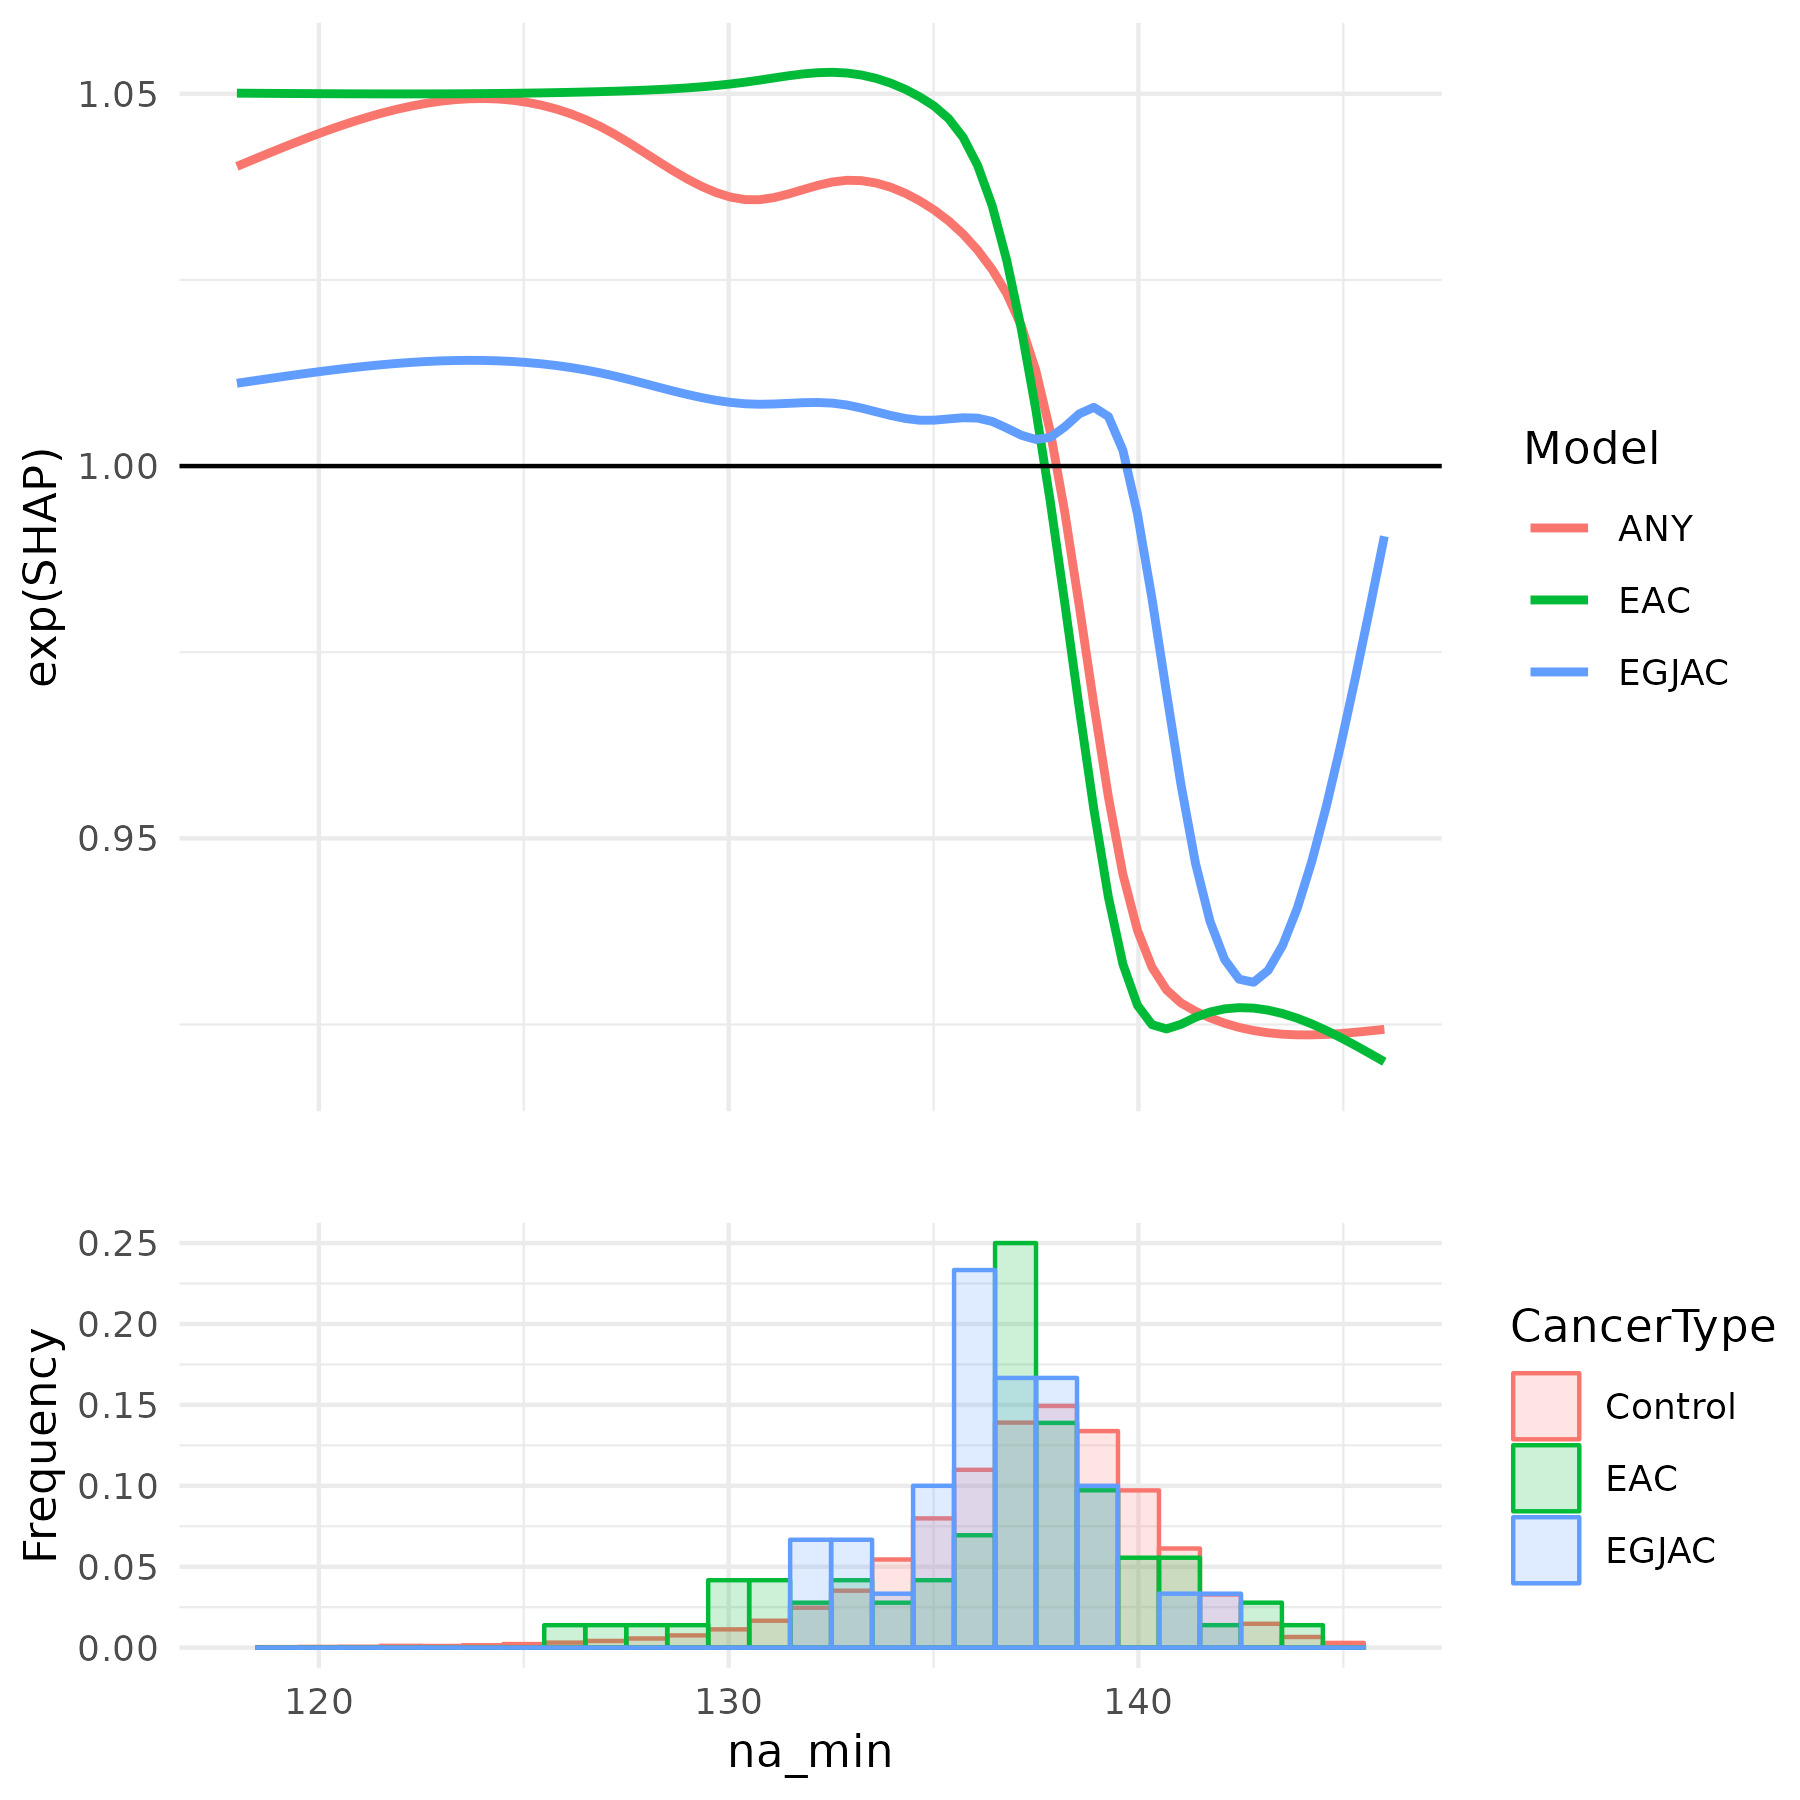 1.05
1.00
0.95
exp(SHAP)
Model
ANY
EAC
EGJAC
0.25
0.20
0.15
0.10
0.05
0.00
Frequency
120 130 140
na_min
CancerType
Control
EAC
EGJAC